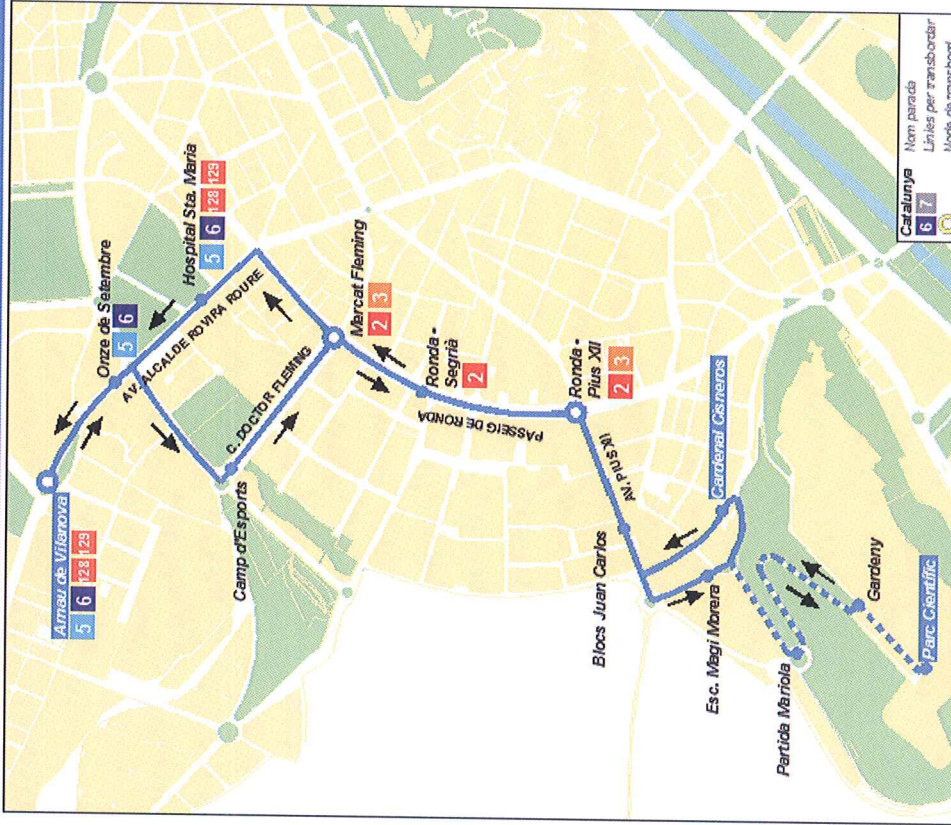 Arnau de Vilanova
5 6 128 129
Onze de Setembre
5 6
Hospital Sta. Maria
5 6 128 129
AV. ALCALDE ROVIRA ROURE
C. DOCTOR FLEMING
Camp d'Esports
Mercat Fleming
2 3
Ronda -
Segrià
2
PASSEIG DE RONDA
Ronda -
Pius XII
2 3
AV. PIUS XII
Blocs Juan Carlos
Cardenal Cisneros
Esc. Magí Morera
Partida Mariola
Gardeny
Parc Científic
Catalunya
6 7
Nom parada
Línies per transbordar